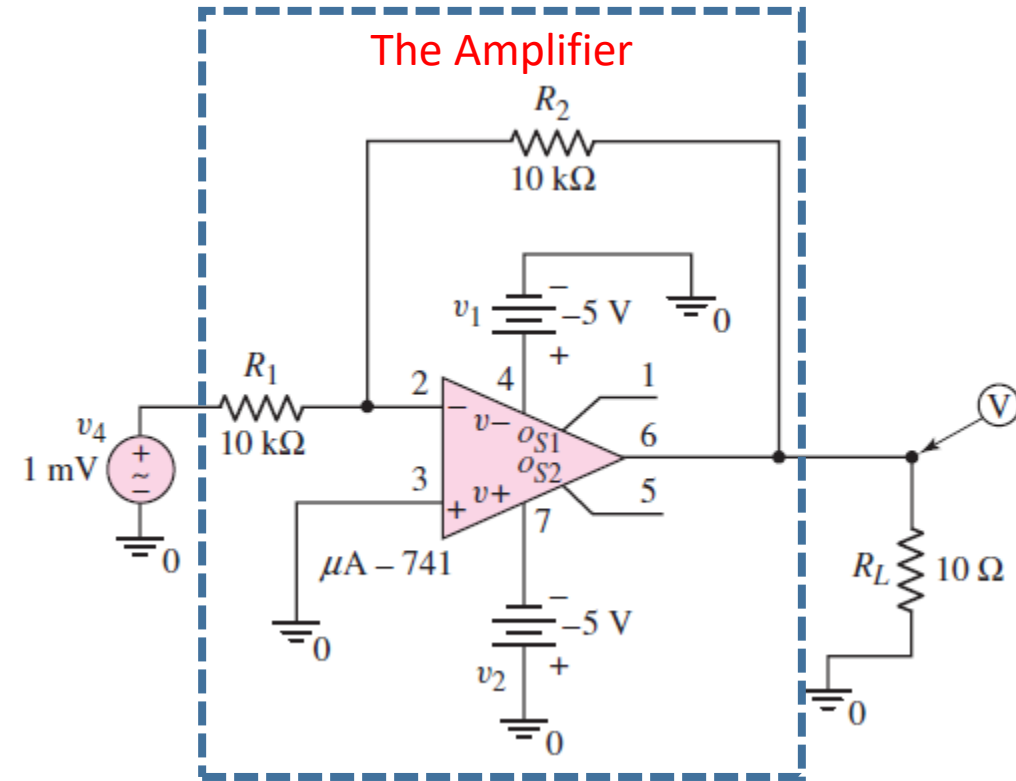 The Amplifier
R₂
10 kΩ
−
v₁
−5 V
0
+
R₁
2
4
1
v₄
−
v−
oS1
6
V
1 mV
+
~
−
10 kΩ
oS2
3
v+
5
+
7
0
μA – 741
R_L
10 Ω
−
−5 V
0
v₂
+
0
0